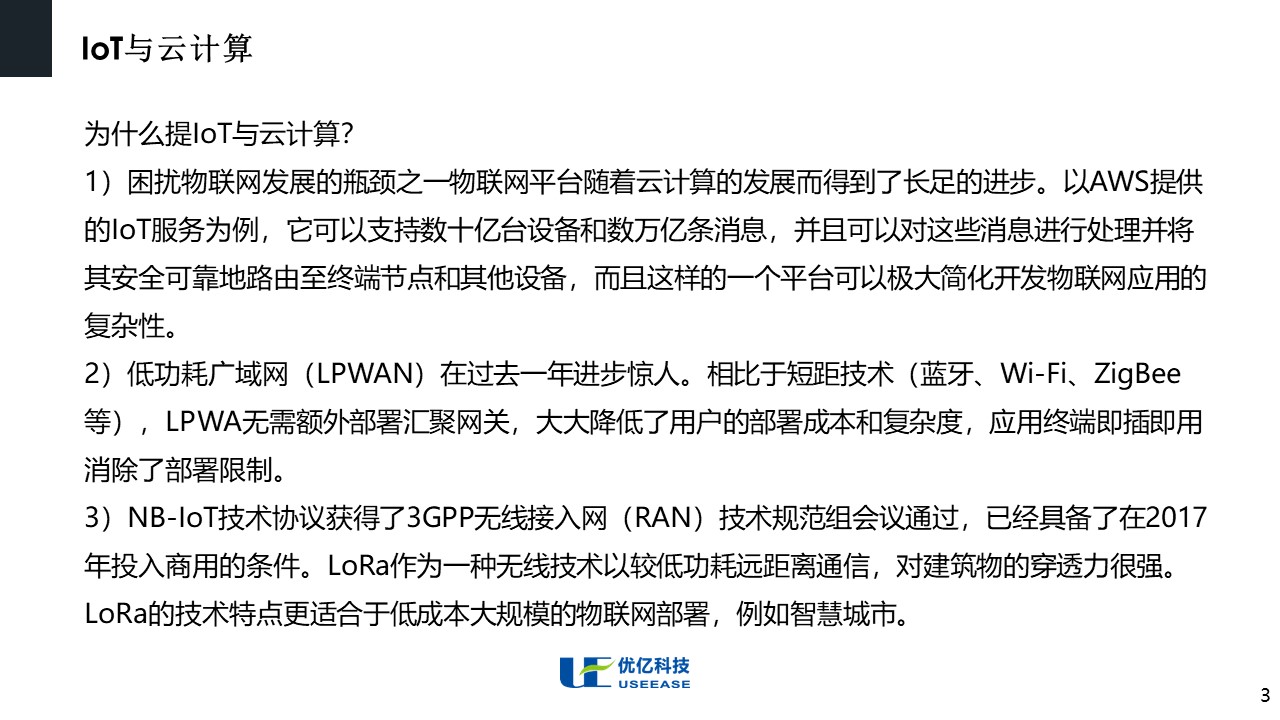 IoT与云计算
为什么提IoT与云计算？
1）困扰物联网发展的瓶颈之一物联网平台随着云计算的发展而得到了长足的进步。以AWS提供
的IoT服务为例，它可以支持数十亿台设备和数万亿条消息，并且可以对这些消息进行处理并将
其安全可靠地路由至终端节点和其他设备，而且这样的一个平台可以极大简化开发物联网应用的
复杂性。
2）低功耗广域网（LPWAN）在过去一年进步惊人。相比于短距技术（蓝牙、Wi-Fi、ZigBee
等），LPWA无需额外部署汇聚网关，大大降低了用户的部署成本和复杂度，应用终端即插即用
消除了部署限制。
3）NB-IoT技术协议获得了3GPP无线接入网（RAN）技术规范组会议通过，已经具备了在2017
年投入商用的条件。LoRa作为一种无线技术以较低功耗远距离通信，对建筑物的穿透力很强。
LoRa的技术特点更适合于低成本大规模的物联网部署，例如智慧城市。
UE 优亿科技
USEEASE
3